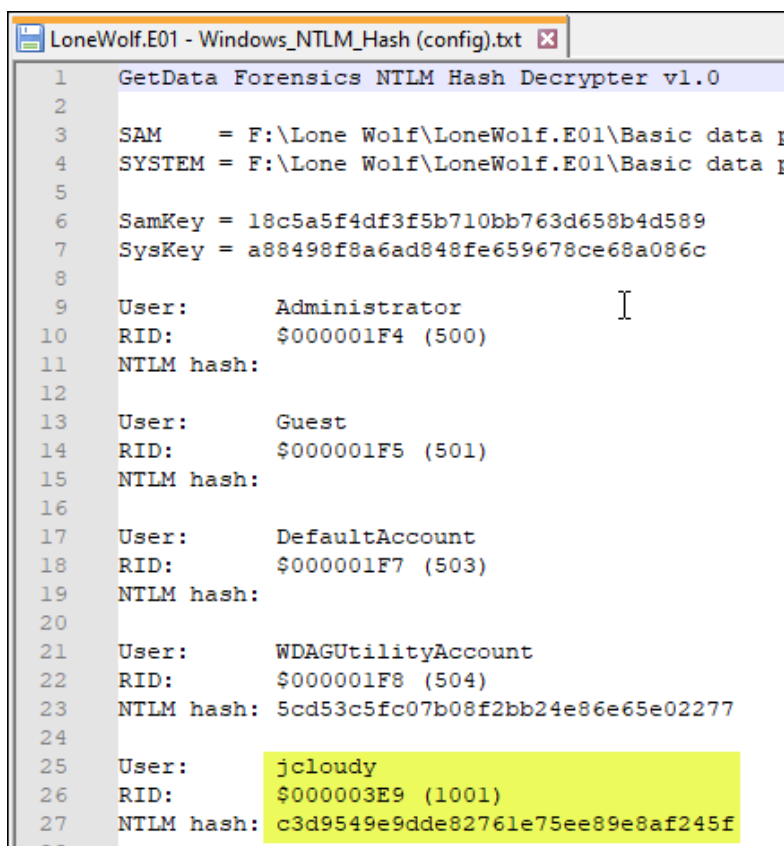 LoneWolf.E01 - Windows_NTLM_Hash (config).txt
1 GetData Forensics NTLM Hash Decrypter v1.0
2
3 SAM = F:\Lone Wolf\LoneWolf.E01\Basic data
4 SYSTEM = F:\Lone Wolf\LoneWolf.E01\Basic data
5
6 SamKey = 18c5a5f4df3f5b710bb763d658b4d589
7 SysKey = a88498f8a6ad848fe659678ce68a086c
8
9 User: Administrator
10 RID: $000001F4 (500)
11 NTLM hash:
12
13 User: Guest
14 RID: $000001F5 (501)
15 NTLM hash:
16
17 User: DefaultAccount
18 RID: $000001F7 (503)
19 NTLM hash:
20
21 User: WDAGUtilityAccount
22 RID: $000001F8 (504)
23 NTLM hash: 5cd53c5fc07b08f2bb24e86e65e02277
24
25 User: jcloudy
26 RID: $000003E9 (1001)
27 NTLM hash: c3d9549e9dde82761e75ee89e8af245f